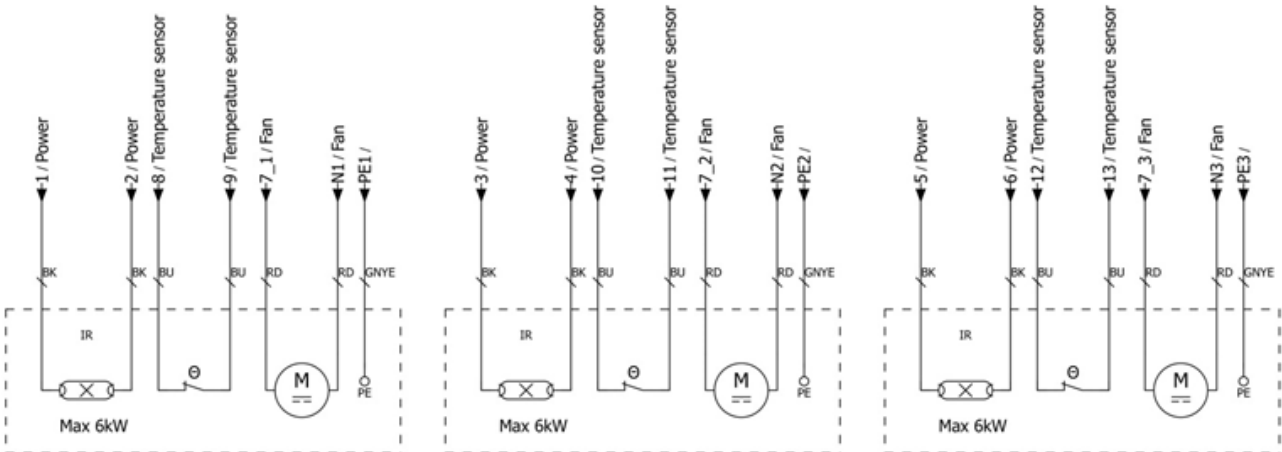 1 / Power
2 / Power
8 / Temperature sensor
9 / Temperature sensor
7_1 / Fan
N1 / Fan
PE1 /
3 / Power
4 / Power
10 / Temperature sensor
11 / Temperature sensor
7_2 / Fan
N2 / Fan
PE2 /
5 / Power
6 / Power
12 / Temperature sensor
13 / Temperature sensor
7_3 / Fan
N3 / Fan
PE3 /
BK BK BU BU RD RD GNYE
BK BK BU BU RD RD GNYE
BK BK BU BU RD RD GNYE
IR
IR
IR
Θ
M
PE
Θ
M
PE
Θ
M
PE
Max 6kW
Max 6kW
Max 6kW